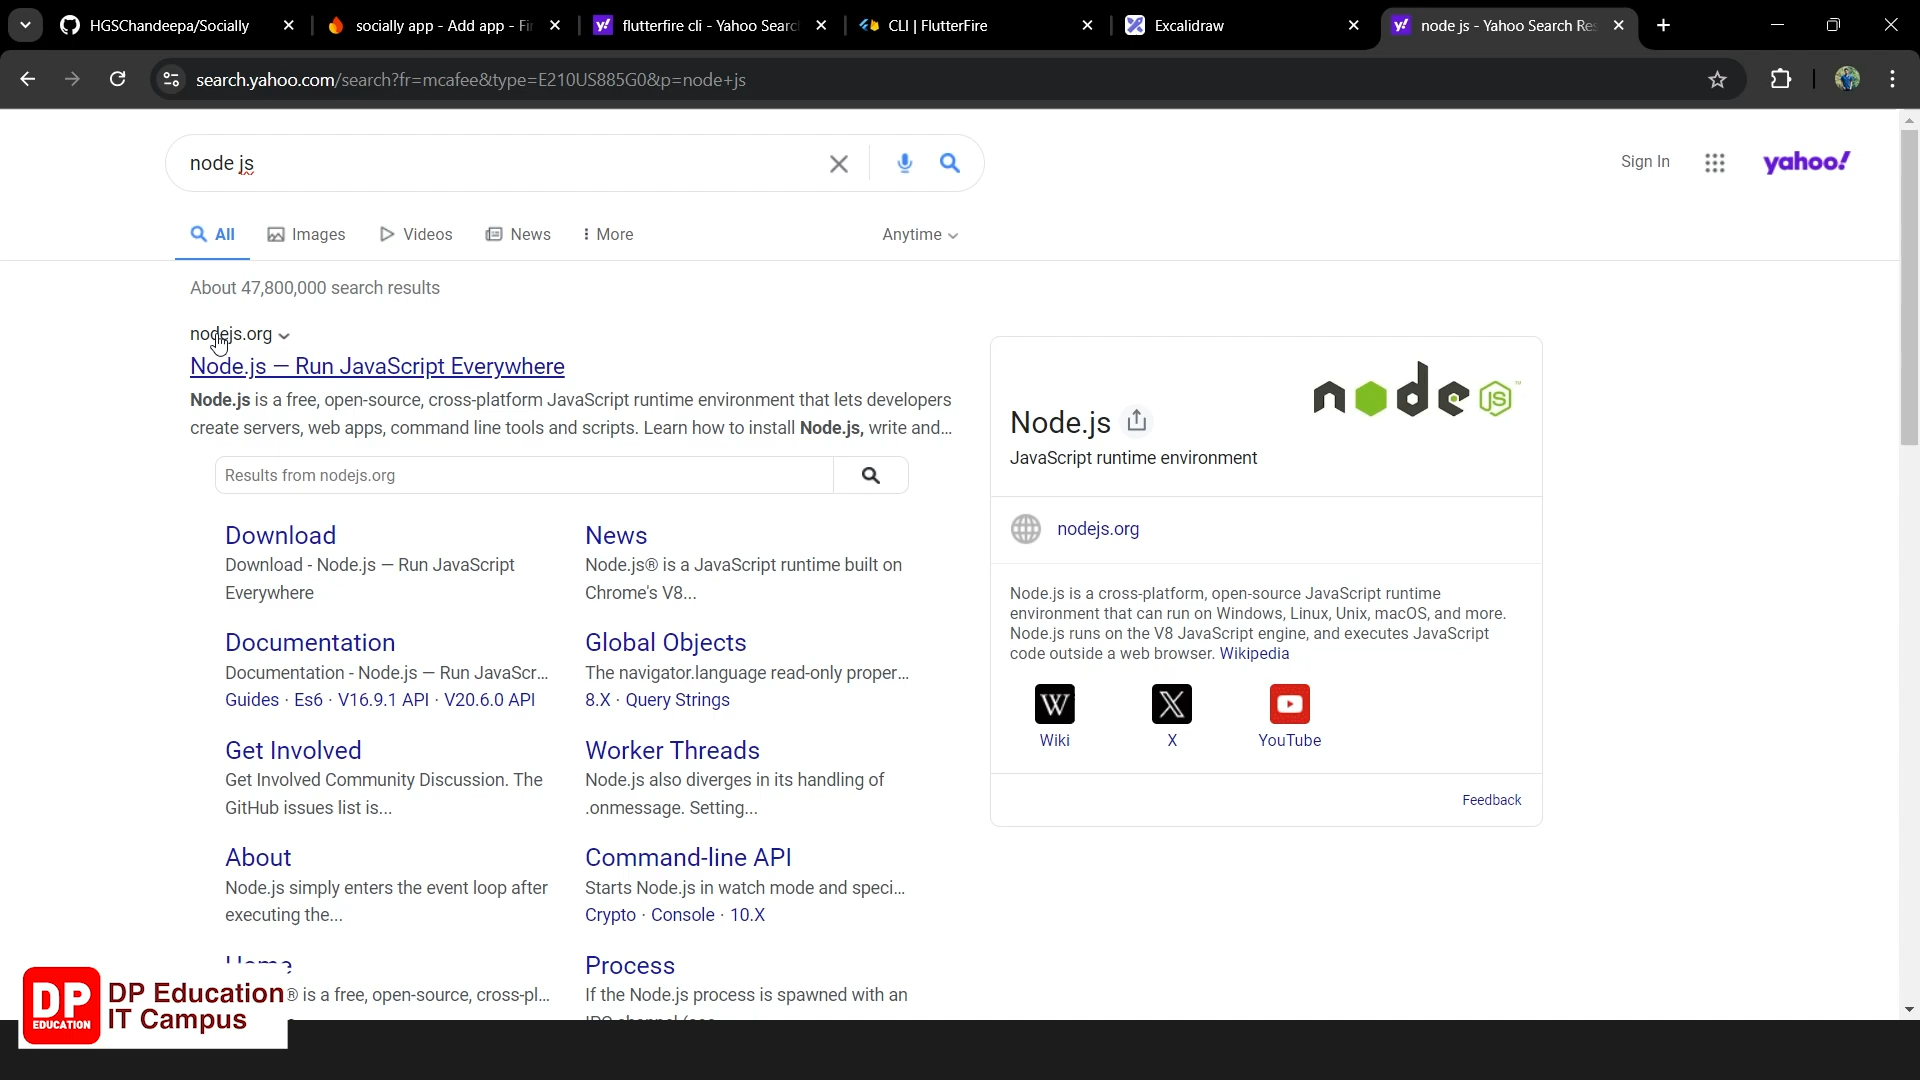 HGSChandeepa/Socially
socially app - Add app - Fi
flutterfire cli - Yahoo Searc
CLI | FlutterFire
Excalidraw
node js - Yahoo Search Res
search.yahoo.com/search?fr=mcafee&type=E210US885G0&p=node+js
node js
Sign In
yahoo!
All
Images
Videos
News
More
Anytime
About 47,800,000 search results
nodejs.org
Node.js — Run JavaScript Everywhere
Node.js is a free, open-source, cross-platform JavaScript runtime environment that lets developers
create servers, web apps, command line tools and scripts. Learn how to install Node.js, write and...
Results from nodejs.org
Download
Download - Node.js — Run JavaScript
Everywhere
News
Node.js® is a JavaScript runtime built on
Chrome's V8...
Documentation
Documentation - Node.js — Run JavaScr...
Guides · Es6 · V16.9.1 API · V20.6.0 API
Global Objects
The navigator.language read-only proper...
8.X · Query Strings
Get Involved
Get Involved Community Discussion. The
GitHub issues list is...
Worker Threads
Node.js also diverges in its handling of
.onmessage. Setting...
About
Node.js simply enters the event loop after
executing the...
Command-line API
Starts Node.js in watch mode and speci...
Crypto · Console · 10.X
Home
® is a free, open-source, cross-pl...
Process
If the Node.js process is spawned with an
node JS ™
Node.js
JavaScript runtime environment
nodejs.org
Node.js is a cross-platform, open-source JavaScript runtime
environment that can run on Windows, Linux, Unix, macOS, and more.
Node.js runs on the V8 JavaScript engine, and executes JavaScript
code outside a web browser. Wikipedia
Wiki
X
YouTube
Feedback
DP
EDUCATION
DP Education
IT Campus